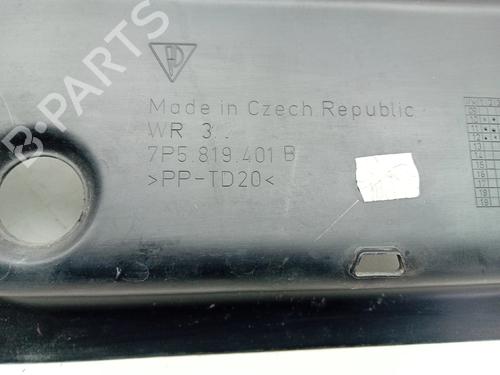 B-PARTS
Made in Czech Republic
WR 3.
7P5.819.401 B
>PP-TD20<